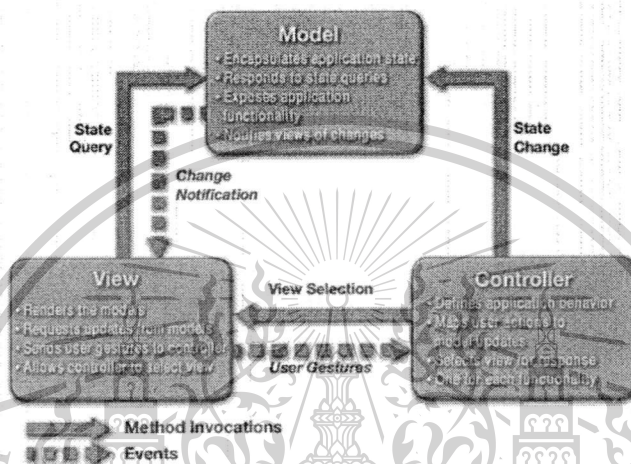 Model
• Encapsulates application state
• Responds to state queries
• Exposes application
functionality
• Notifies views of changes
State
Query
State
Change
Change
Notification
View
• Renders the models
• Requests updates from models
• Sends user gestures to controller
• Allows controller to select view
View Selection
User Gestures
Controller
• Defines application behavior
• Maps user actions to
model updates
• Selects view for response
• One for each functionality
Method Invocations
Events